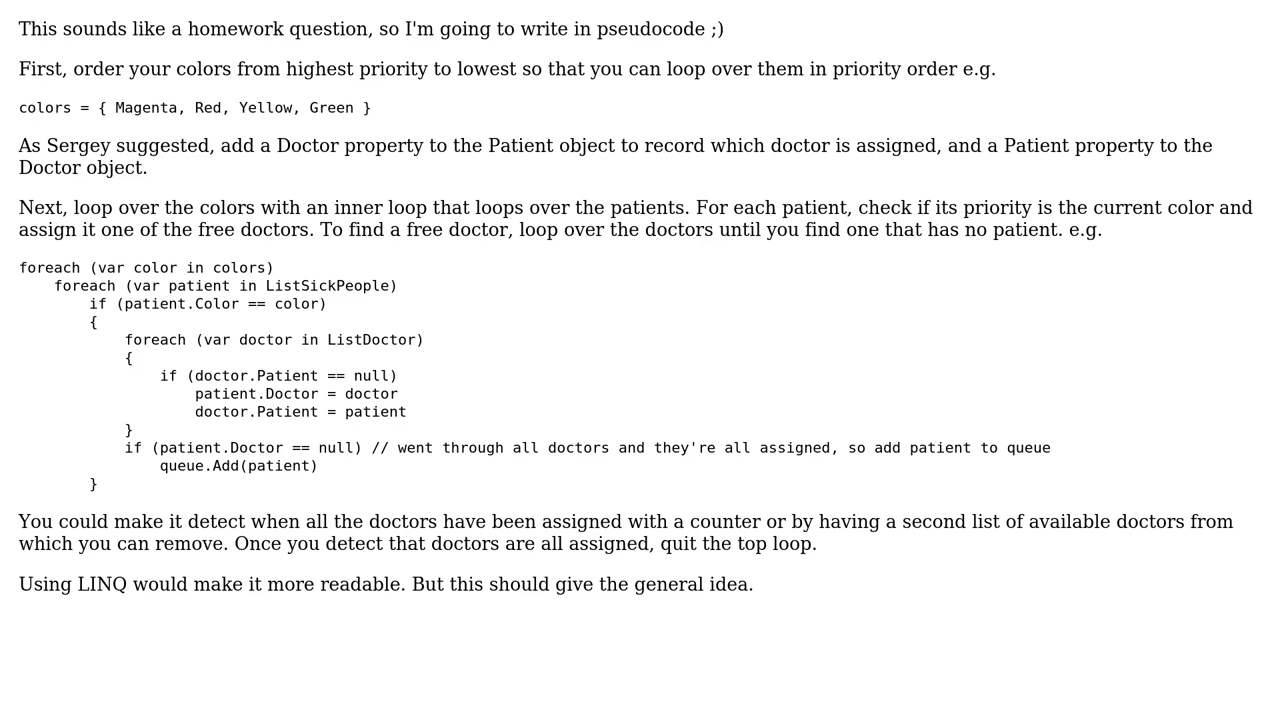 This sounds like a homework question, so I'm going to write in pseudocode ;)
First, order your colors from highest priority to lowest so that you can loop over them in priority order e.g.
colors = { Magenta, Red, Yellow, Green }
As Sergey suggested, add a Doctor property to the Patient object to record which doctor is assigned, and a Patient property to the
Doctor object.
Next, loop over the colors with an inner loop that loops over the patients. For each patient, check if its priority is the current color and
assign it one of the free doctors. To find a free doctor, loop over the doctors until you find one that has no patient. e.g.
foreach (var color in colors)
    foreach (var patient in ListSickPeople)
        if (patient.Color == color)
        {
            foreach (var doctor in ListDoctor)
            {
                if (doctor.Patient == null)
                    patient.Doctor = doctor
                    doctor.Patient = patient
            }
            if (patient.Doctor == null) // went through all doctors and they're all assigned, so add patient to queue
                queue.Add(patient)
        }
You could make it detect when all the doctors have been assigned with a counter or by having a second list of available doctors from
which you can remove. Once you detect that doctors are all assigned, quit the top loop.
Using LINQ would make it more readable. But this should give the general idea.